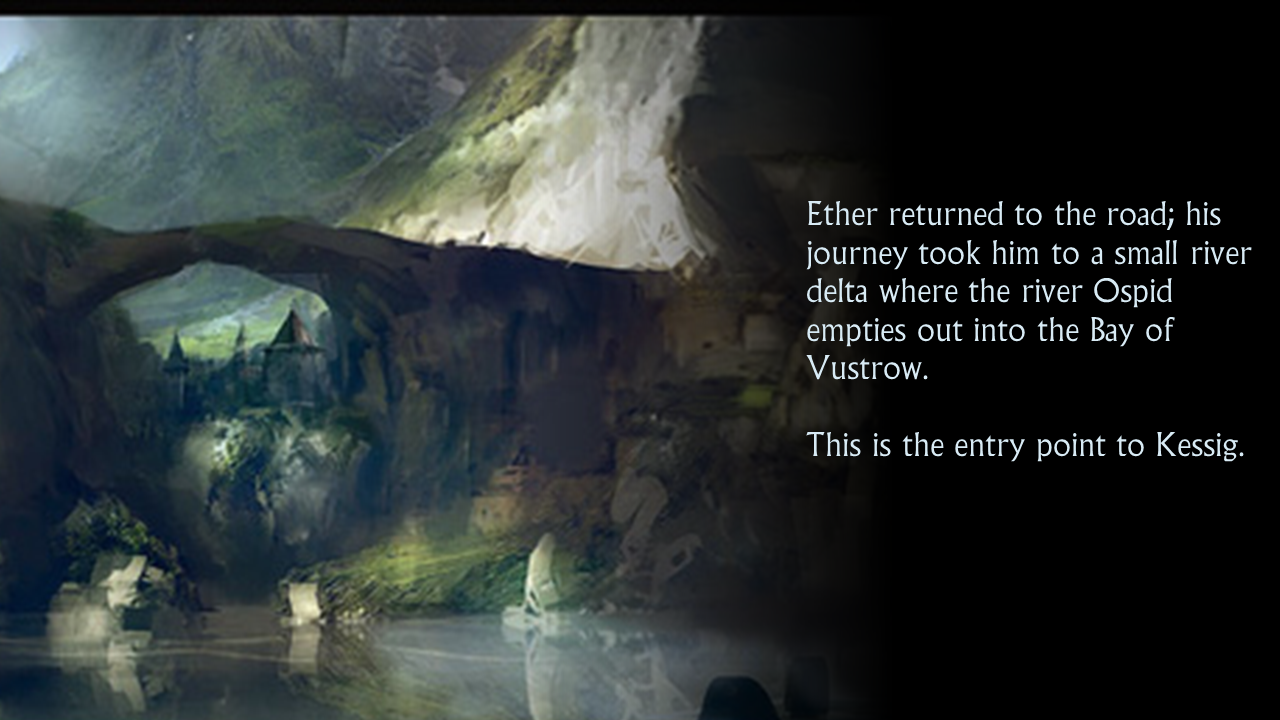 Ether returned to the road; his
journey took him to a small river
delta where the river Ospid
empties out into the Bay of
Vustrow.
This is the entry point to Kessig.